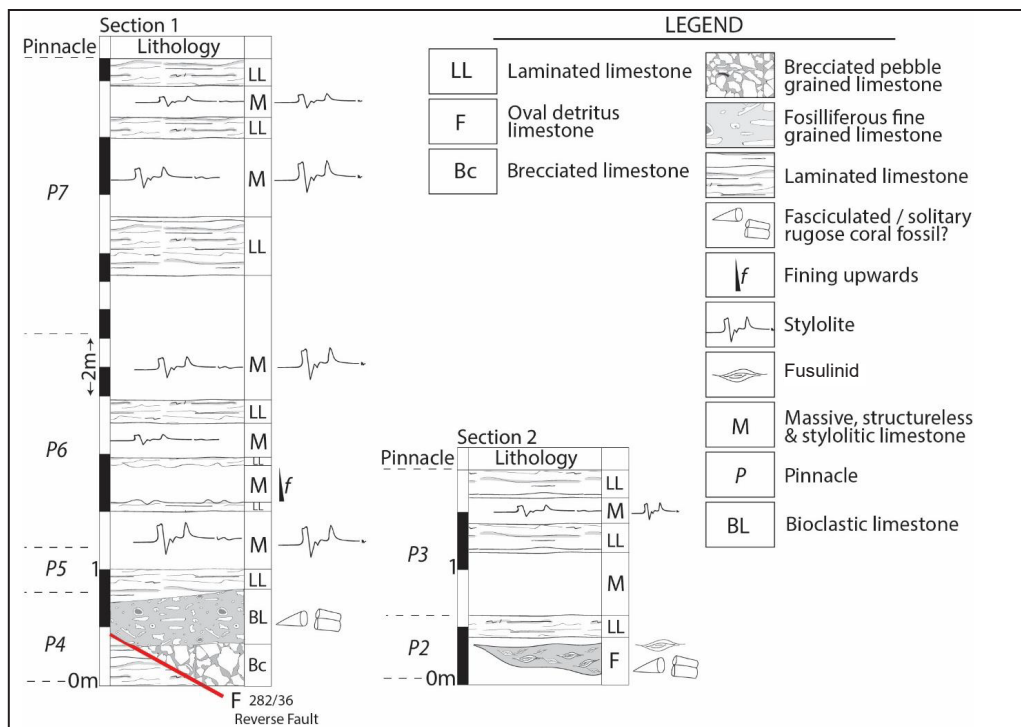 Section 1
Pinnacle Lithology
LL
M
LL
P7
M
LL
2m
M
LL
P6
M
LL
M
f
LL
M
P5
1
LL
BL
P4
Bc
0m
F 282/36
Reverse Fault
Section 2
Pinnacle Lithology
LL
M
P3
LL
1
M
LL
P2
F
0m
LEGEND
LL Laminated limestone
F Oval detritus
limestone
Bc Brecciated limestone
Brecciated pebble
grained limestone
Fosilliferous fine
grained limestone
Laminated limestone
Fasciculated / solitary
rugose coral fossil?
f Fining upwards
Stylolite
Fusulinid
M Massive, structureless
& stylolitic limestone
P Pinnacle
BL Bioclastic limestone